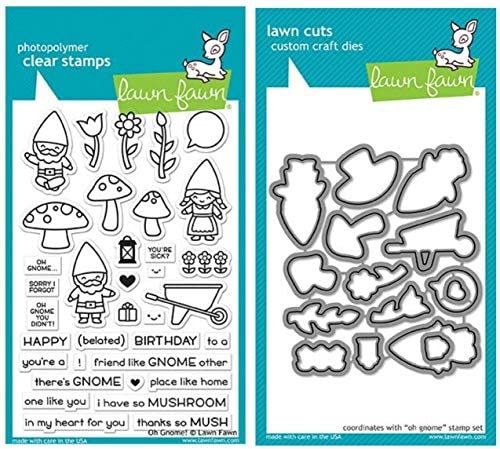 photopolymer
clear stamps
lawn fawn
YOU'RE
SICK?
OH
GNOME...
SORRY I
FORGOT
OH
GNOME
YOU
DIDN'T!
HAPPY (belated) BIRTHDAY to a
you're a ! friend like GNOME other
there's GNOME place like home
one like you i have so MUSHROOM
in my heart for you thanks so MUSH
Oh Gnome! © Lawn Fawn
made with care in the USA www.lawnfawn.com
lawn cuts
custom craft dies
lawn fawn
coordinates with "oh gnome" stamp set
made with care in the USA www.lawnfawn.com